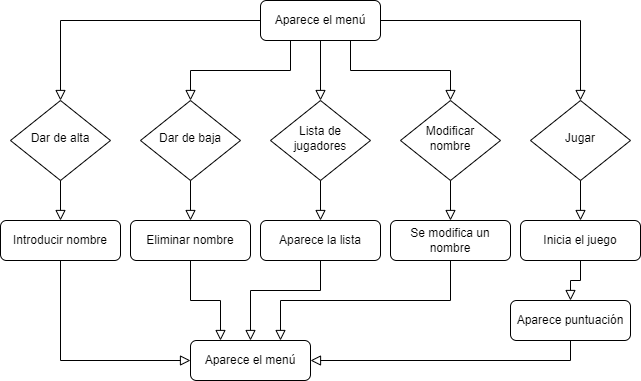 Aparece el menú
Dar de alta
Dar de baja
Lista de
jugadores
Modificar
nombre
Jugar
Introducir nombre
Eliminar nombre
Aparece la lista
Se modifica un
nombre
Inicia el juego
Aparece puntuación
Aparece el menú